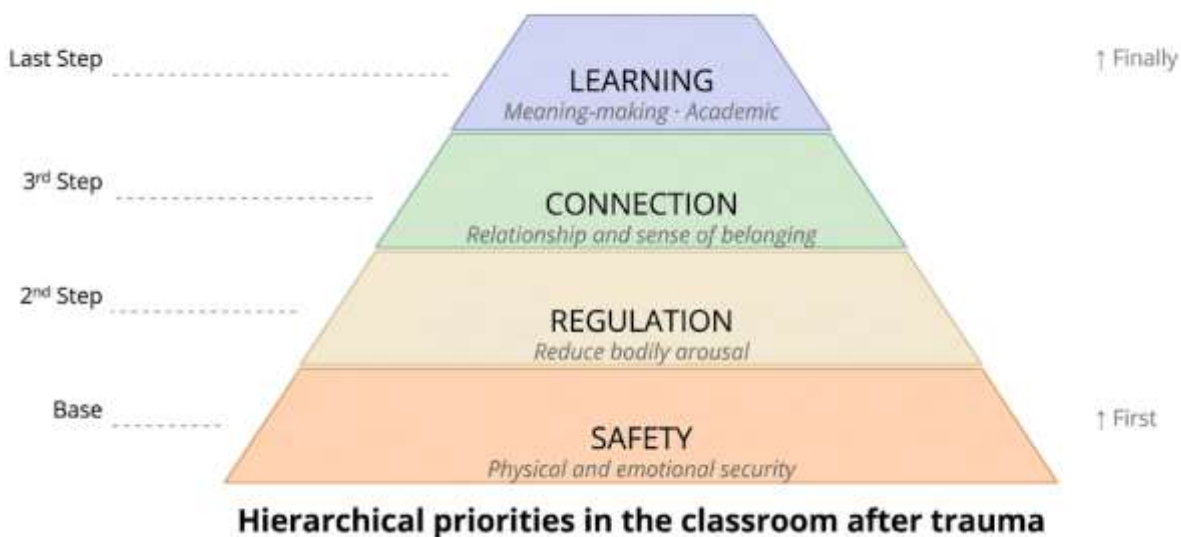 Last Step
↑ Finally
LEARNING
Meaning-making · Academic
3rd Step
CONNECTION
Relationship and sense of belonging
2nd Step
REGULATION
Reduce bodily arousal
Base
↑ First
SAFETY
Physical and emotional security
Hierarchical priorities in the classroom after trauma